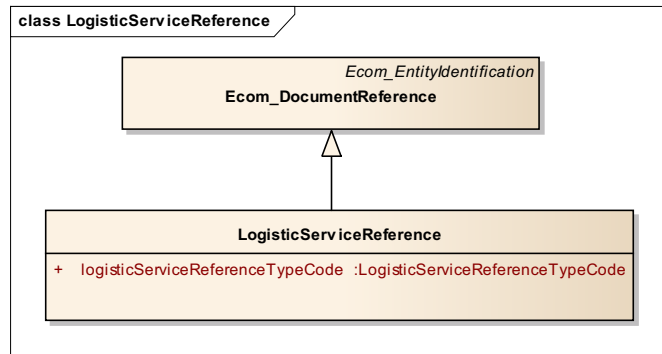 class LogisticServiceReference
Ecom_EntityIdentification
Ecom_DocumentReference
LogisticServiceReference
+ logisticServiceReferenceTypeCode :LogisticServiceReferenceTypeCode